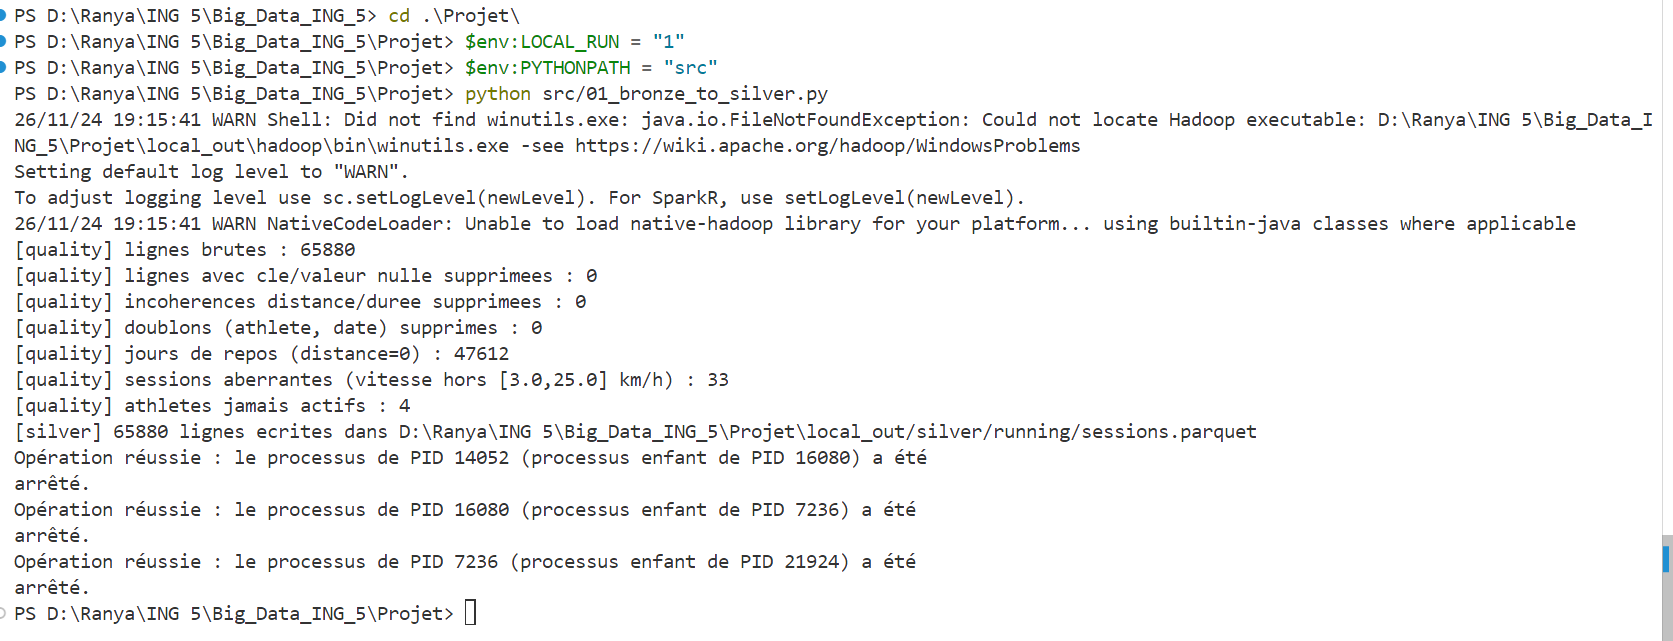 PS D:\Ranya\ING 5\Big_Data_ING_5> cd .\Projet\
PS D:\Ranya\ING 5\Big_Data_ING_5\Projet> $env:LOCAL_RUN = "1"
PS D:\Ranya\ING 5\Big_Data_ING_5\Projet> $env:PYTHONPATH = "src"
PS D:\Ranya\ING 5\Big_Data_ING_5\Projet> python src/01_bronze_to_silver.py
26/11/24 19:15:41 WARN Shell: Did not find winutils.exe: java.io.FileNotFoundException: Could not locate Hadoop executable: D:\Ranya\ING 5\Big_Data_I
NG_5\Projet\local_out\hadoop\bin\winutils.exe -see https://wiki.apache.org/hadoop/WindowsProblems
Setting default log level to "WARN".
To adjust logging level use sc.setLogLevel(newLevel). For SparkR, use setLogLevel(newLevel).
26/11/24 19:15:41 WARN NativeCodeLoader: Unable to load native-hadoop library for your platform... using builtin-java classes where applicable
[quality] lignes brutes : 65880
[quality] lignes avec cle/valeur nulle supprimees : 0
[quality] incoherences distance/duree supprimees : 0
[quality] doublons (athlete, date) supprimes : 0
[quality] jours de repos (distance=0) : 47612
[quality] sessions aberrantes (vitesse hors [3.0,25.0] km/h) : 33
[quality] athletes jamais actifs : 4
[silver] 65880 lignes ecrites dans D:\Ranya\ING 5\Big_Data_ING_5\Projet\local_out/silver/running/sessions.parquet
Opération réussie : le processus de PID 14052 (processus enfant de PID 16080) a été
arrêté.
Opération réussie : le processus de PID 16080 (processus enfant de PID 7236) a été
arrêté.
Opération réussie : le processus de PID 7236 (processus enfant de PID 21924) a été
arrêté.
PS D:\Ranya\ING 5\Big_Data_ING_5\Projet>